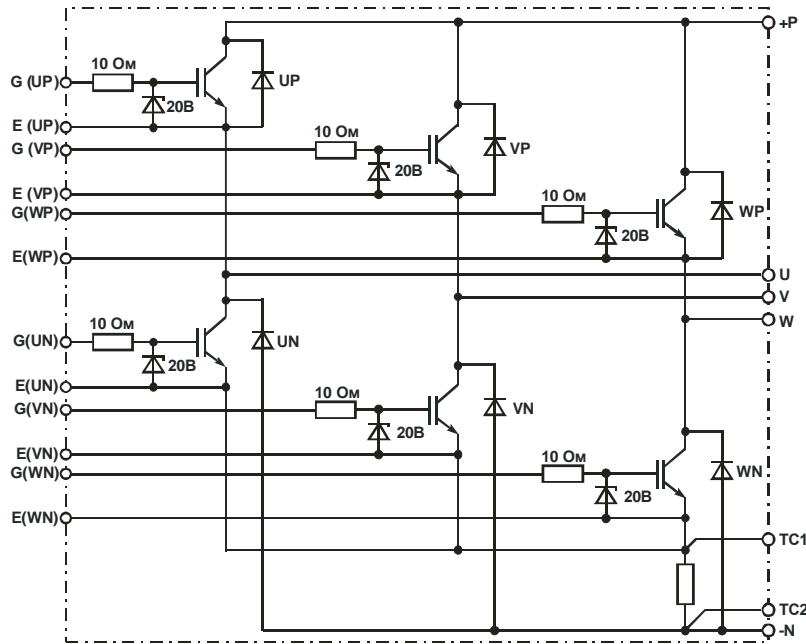 +P
10 Ом
G (UP)
UP
20В
E (UP)
10 Ом
G (VP)
VP
20В
E (VP)
10 Ом
G(WP)
WP
20В
E(WP)
U
V
W
10 Ом
G(UN)
UN
20В
E(UN)
10 Ом
G(VN)
VN
20В
E(VN)
10 Ом
G(WN)
WN
20В
E(WN)
TC1
TC2
-N